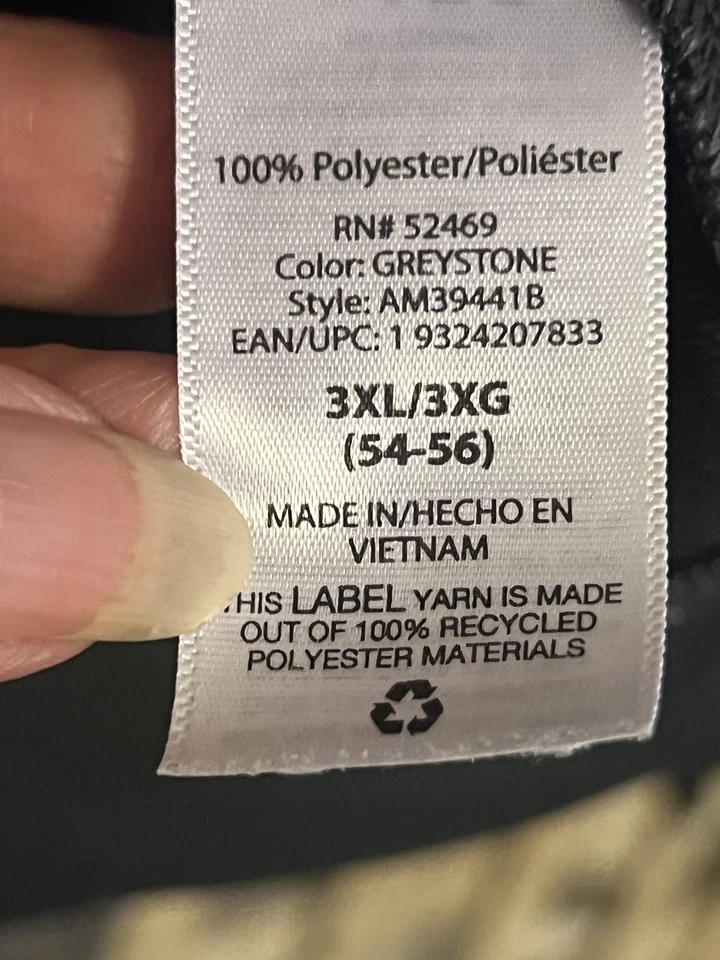 100% Polyester/Poliéster
RN# 52469
Color: GREYSTONE
Style: AM39441B
EAN/UPC: 1 9324207833
3XL/3XG
(54-56)
MADE IN/HECHO EN
VIETNAM
THIS LABEL YARN IS MADE
OUT OF 100% RECYCLED
POLYESTER MATERIALS